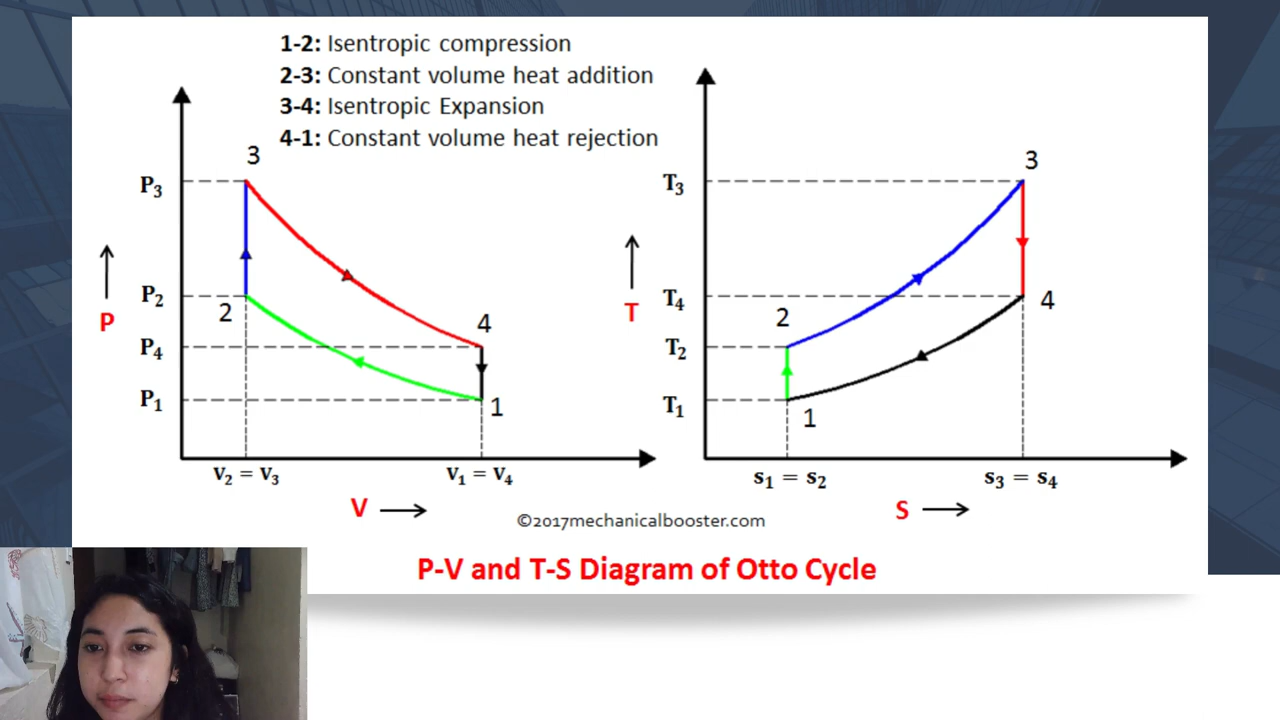 1-2: Isentropic compression
2-3: Constant volume heat addition
3-4: Isentropic Expansion
4-1: Constant volume heat rejection
3
P₃
P
P₂
2
4
P₄
P₁
1
V₂ = V₃
V₁ = V₄
V
3
T₃
T
T₄
4
2
T₂
T₁
1
s₁ = s₂
s₃ = s₄
S
©2017mechanicalbooster.com
P-V and T-S Diagram of Otto Cycle